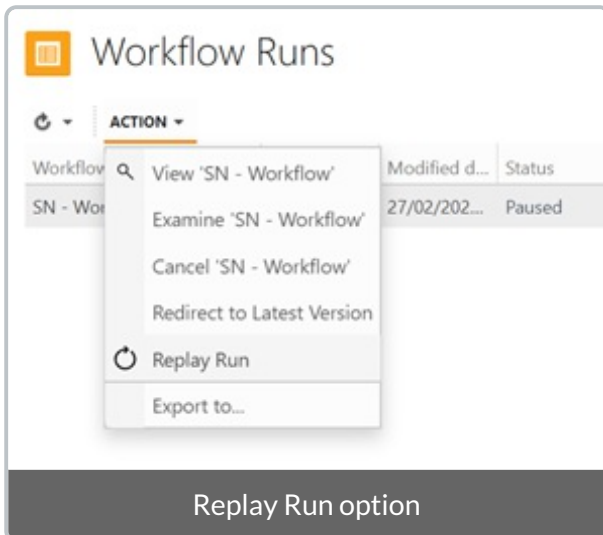 Workflow Runs
ACTION
Workflow Modified d... Status
SN - Wor 27/02/202... Paused
View 'SN - Workflow'
Examine 'SN - Workflow'
Cancel 'SN - Workflow'
Redirect to Latest Version
Replay Run
Export to...
Replay Run option